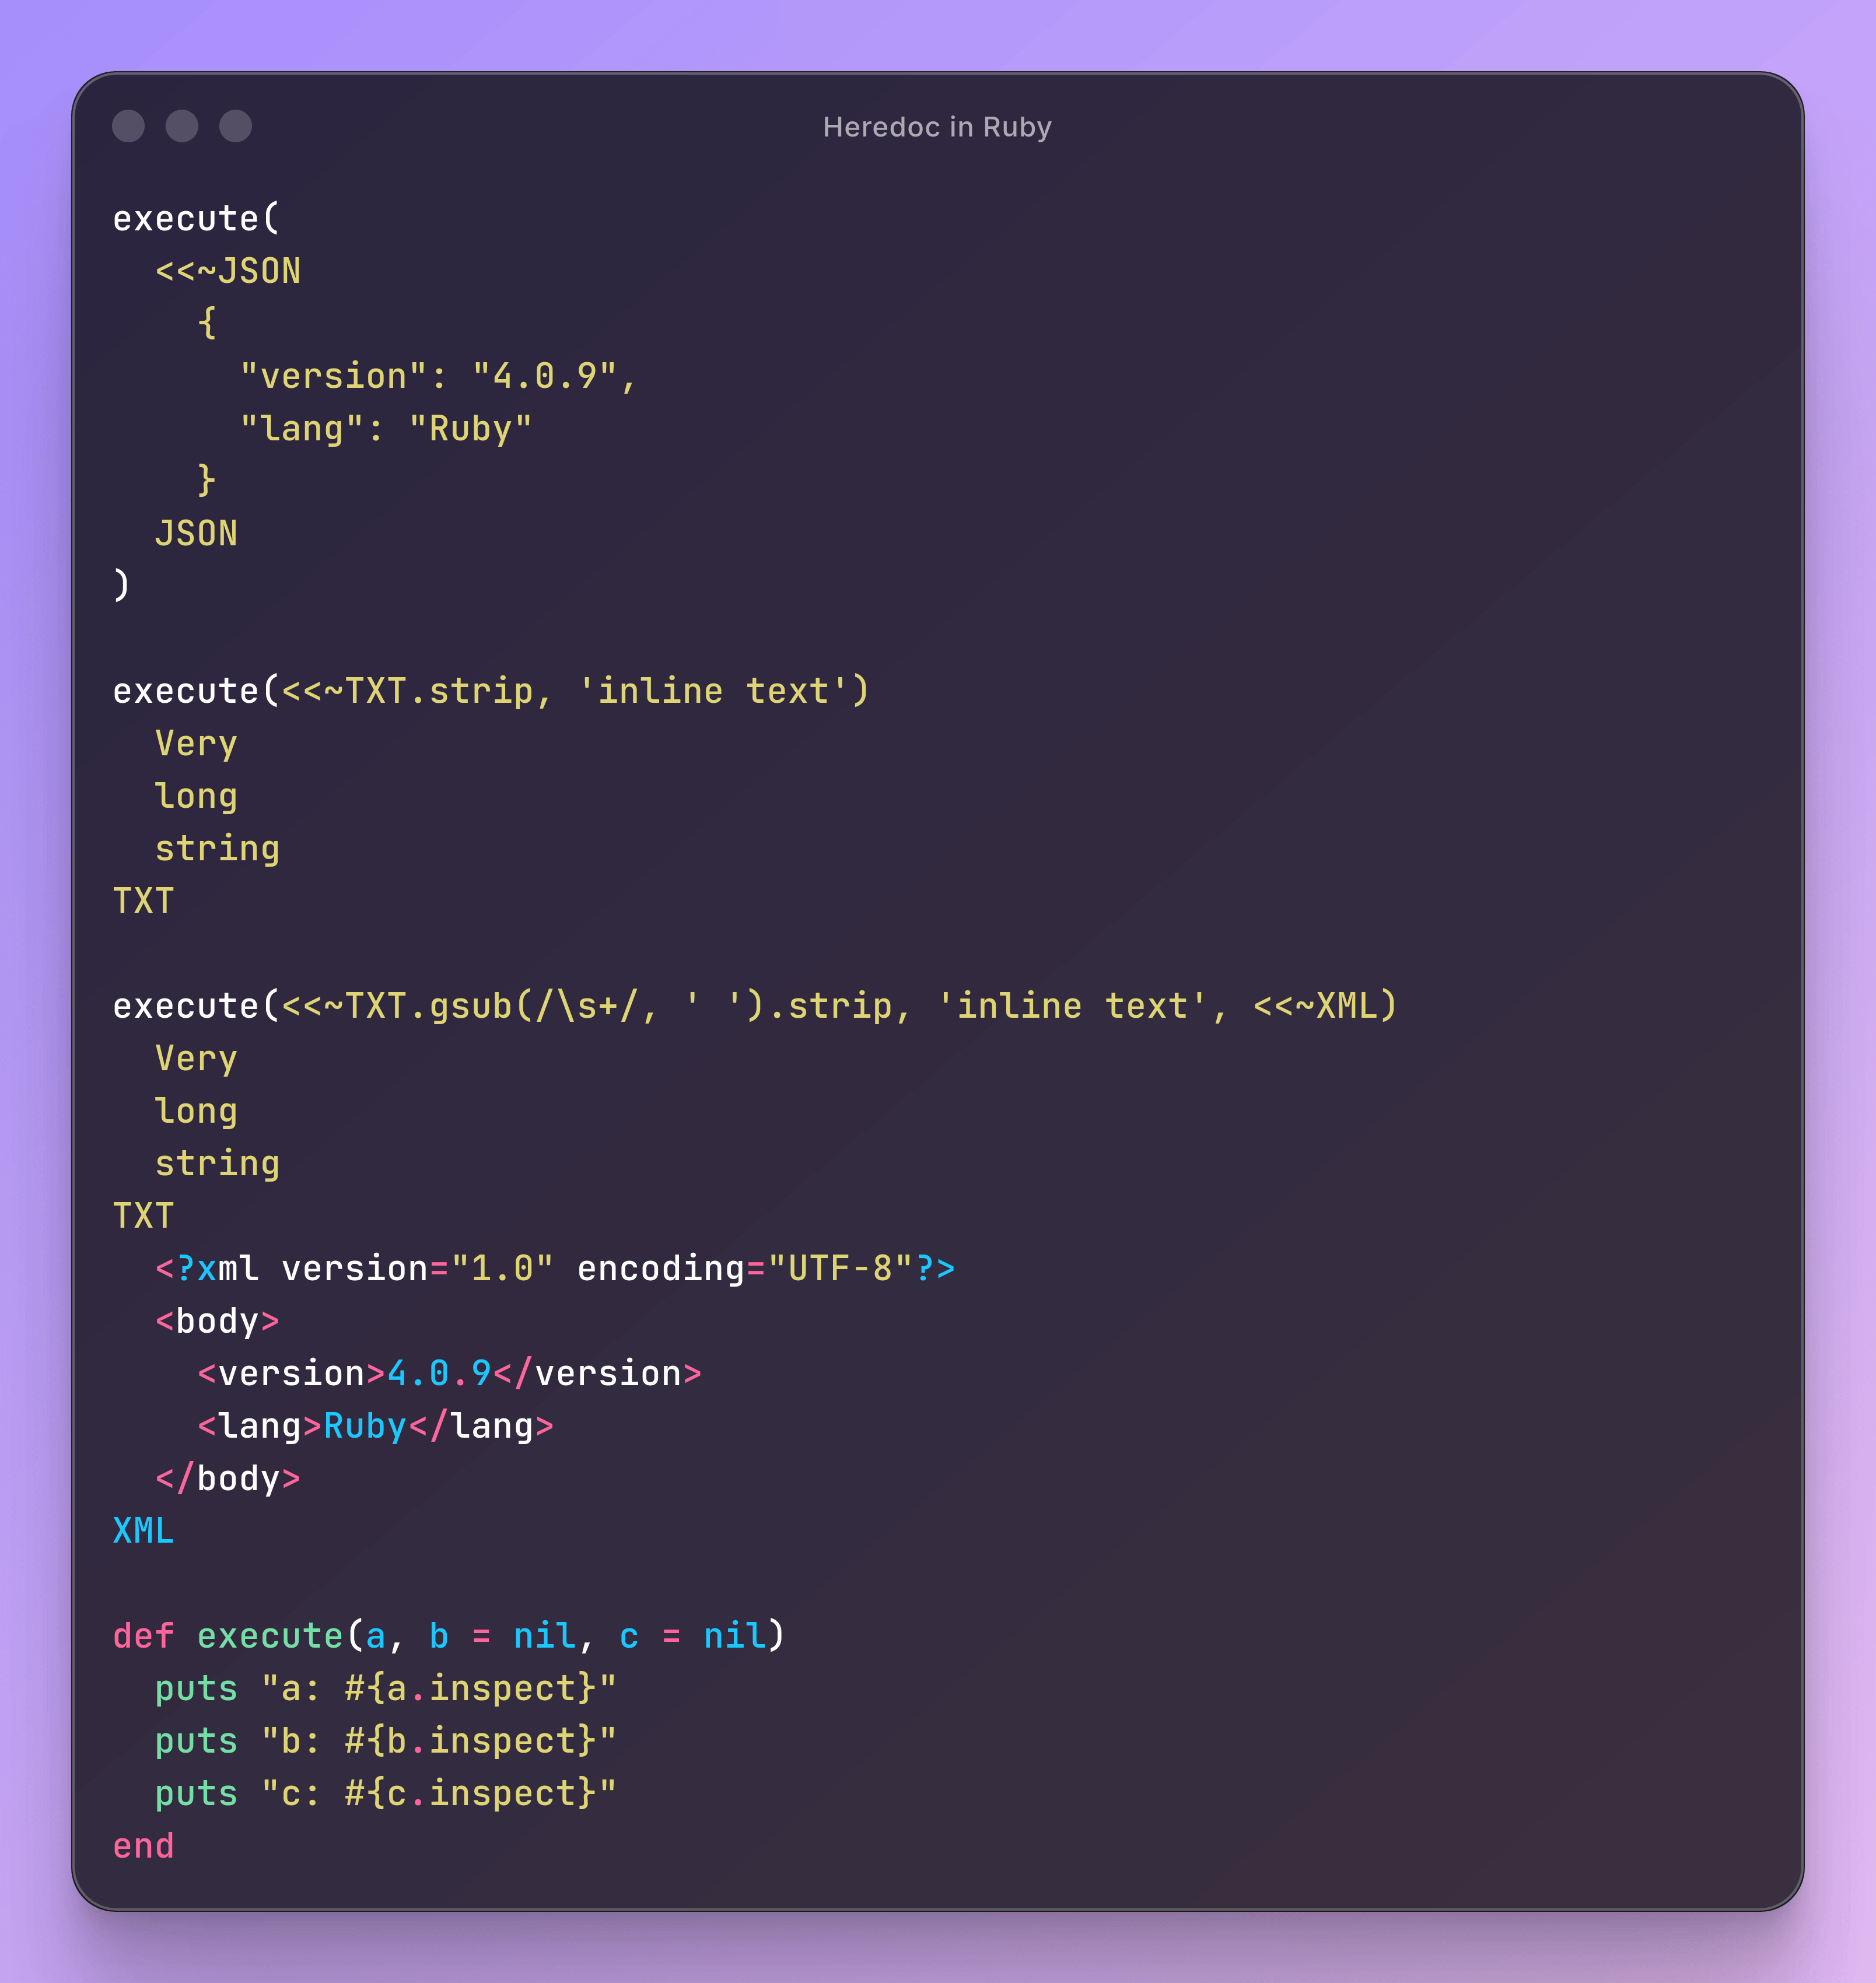 Heredoc in Ruby
execute(
  <<~JSON
    {
      "version": "4.0.9",
      "lang": "Ruby"
    }
  JSON
)

execute(<<~TXT.strip, 'inline text')
  Very
  long
  string
TXT

execute(<<~TXT.gsub(/\s+/, ' ').strip, 'inline text', <<~XML)
  Very
  long
  string
TXT
  <?xml version="1.0" encoding="UTF-8"?>
  <body>
    <version>4.0.9</version>
    <lang>Ruby</lang>
  </body>
XML

def execute(a, b = nil, c = nil)
  puts "a: #{a.inspect}"
  puts "b: #{b.inspect}"
  puts "c: #{c.inspect}"
end